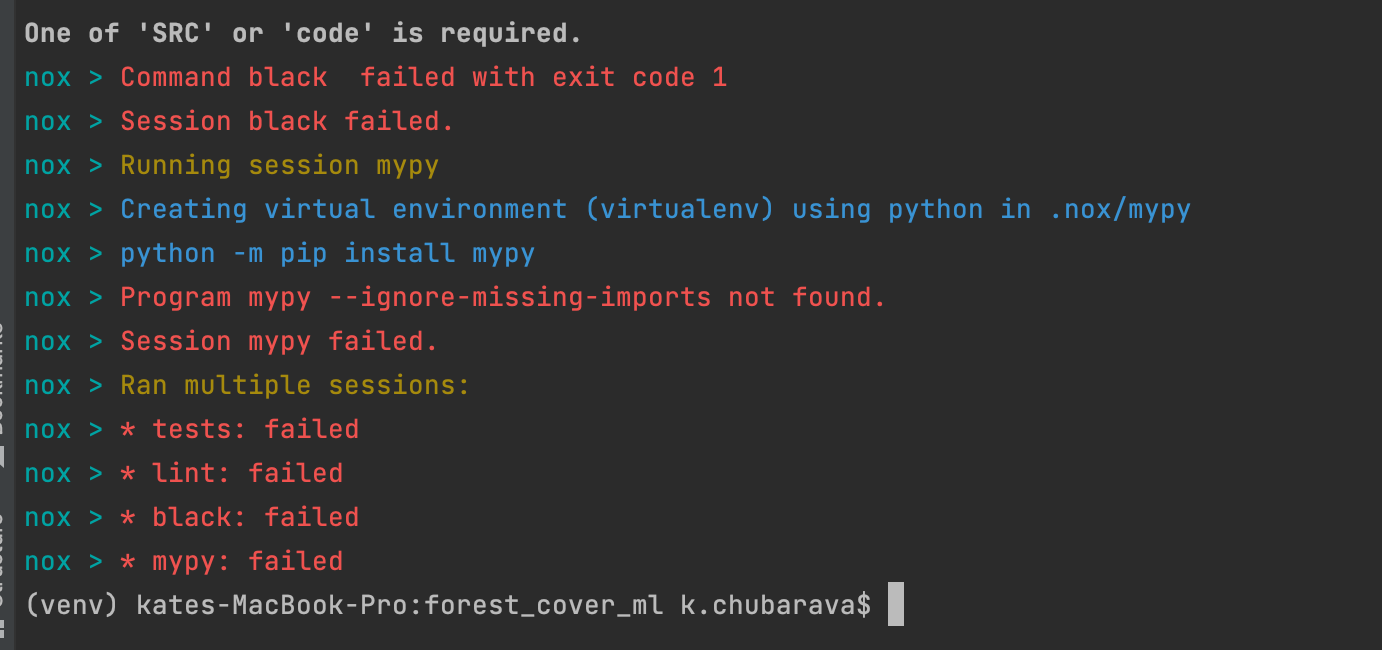 One of 'SRC' or 'code' is required.
nox > Command black  failed with exit code 1
nox > Session black failed.
nox > Running session mypy
nox > Creating virtual environment (virtualenv) using python in .nox/mypy
nox > python -m pip install mypy
nox > Program mypy --ignore-missing-imports not found.
nox > Session mypy failed.
nox > Ran multiple sessions:
nox > * tests: failed
nox > * lint: failed
nox > * black: failed
nox > * mypy: failed
(venv) kates-MacBook-Pro:forest_cover_ml k.chubarava$